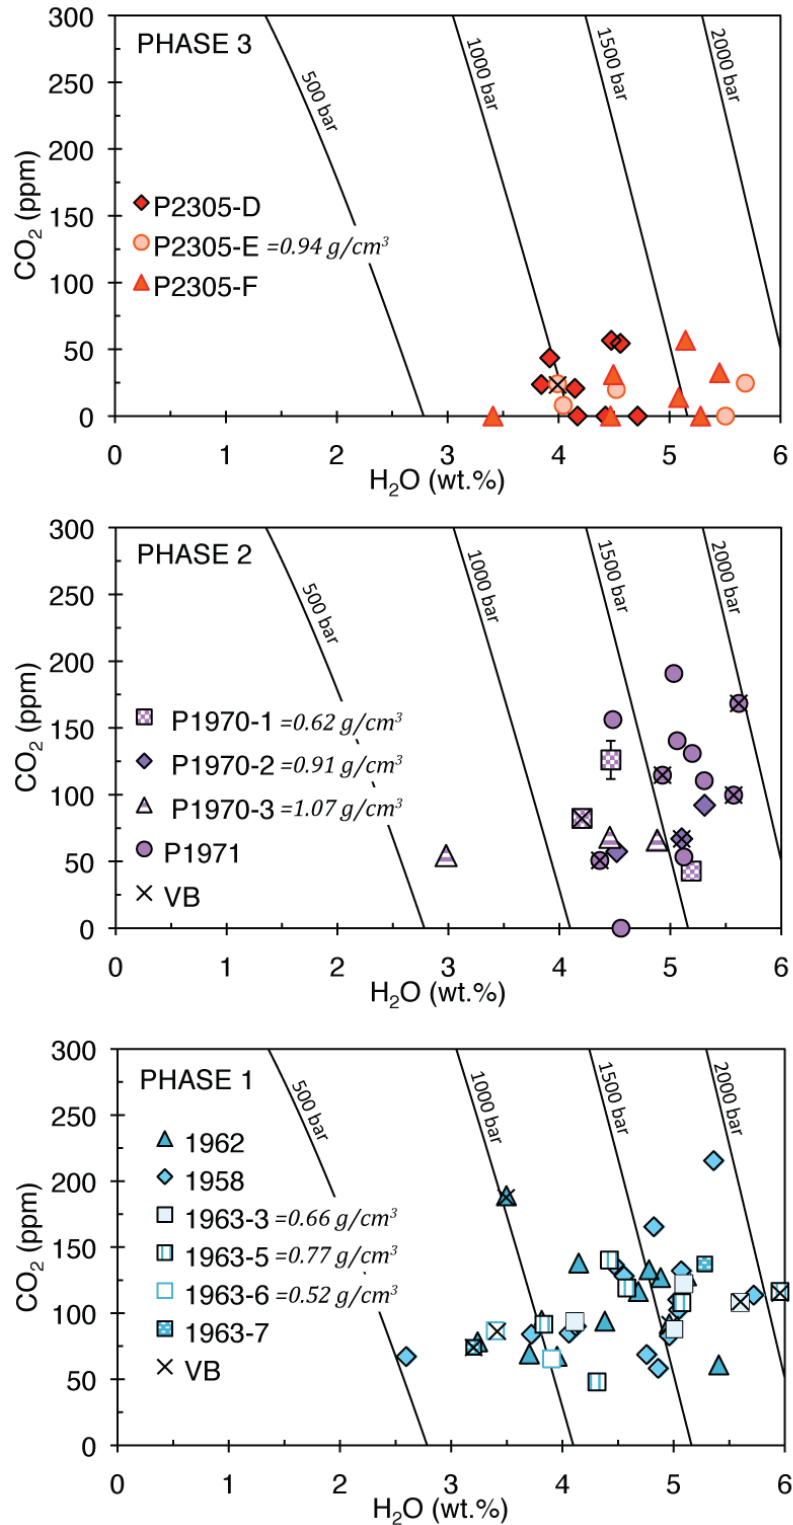 PHASE 3
300
250
200
150
100
50
0
CO₂ (ppm)
500 bar
1000 bar
1500 bar
2000 bar
P2305-D
P2305-E =0.94 g/cm³
P2305-F
0 1 2 3 4 5 6
H₂O (wt.%)
PHASE 2
300
250
200
150
100
50
0
CO₂ (ppm)
500 bar
1000 bar
1500 bar
2000 bar
P1970-1 =0.62 g/cm³
P1970-2 =0.91 g/cm³
P1970-3 =1.07 g/cm³
P1971
VB
0 1 2 3 4 5 6
H₂O (wt.%)
PHASE 1
300
250
200
150
100
50
0
CO₂ (ppm)
500 bar
1000 bar
1500 bar
2000 bar
1962
1958
1963-3 =0.66 g/cm³
1963-5 =0.77 g/cm³
1963-6 =0.52 g/cm³
1963-7
VB
0 1 2 3 4 5 6
H₂O (wt.%)